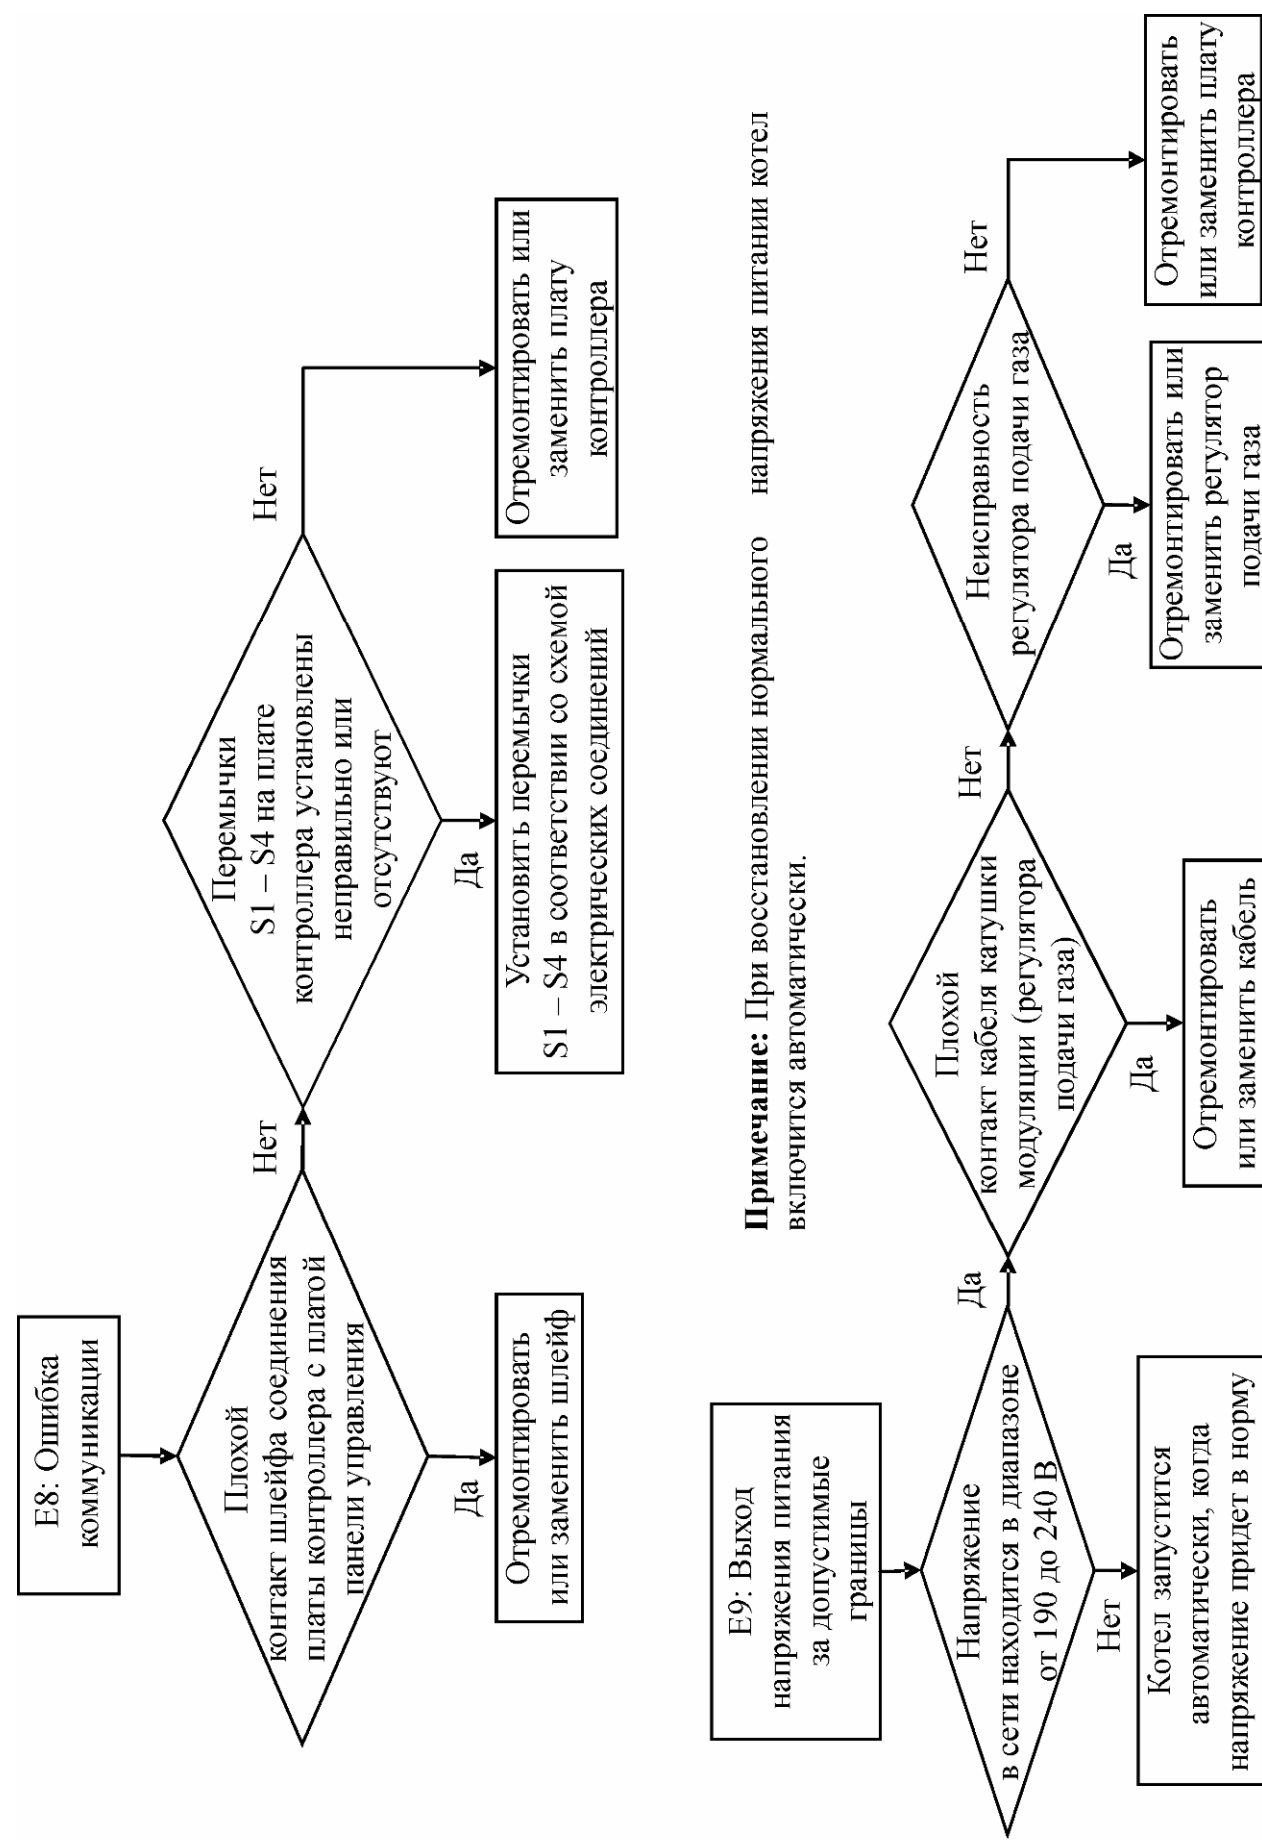 E8: Ошибка
коммуникации
Плохой
контакт шлейфа соединения
платы контроллера с платой
панели управления
Нет
Да
Отремонтировать
или заменить шлейф
Перемычки
S1 – S4 на плате
контроллера установлены
неправильно или
отсутствуют
Нет
Да
Установить перемычки
S1 – S4 в соответствии со схемой
электрических соединений
Отремонтировать или
заменить плату
контроллера
Примечание: При восстановлении нормального напряжения питании котел
включится автоматически.
E9: Выход
напряжения питания
за допустимые
границы
Напряжение
в сети находится в диапазоне
от 190 до 240 В
Да
Нет
Котел запустится
автоматически, когда
напряжение придет в норму
Плохой
контакт кабеля катушки
модуляции (регулятора
подачи газа)
Нет
Да
Отремонтировать
или заменить кабель
Неисправность
регулятора подачи газа
Нет
Да
Отремонтировать или
заменить регулятор
подачи газа
Отремонтировать
или заменить плату
контроллера